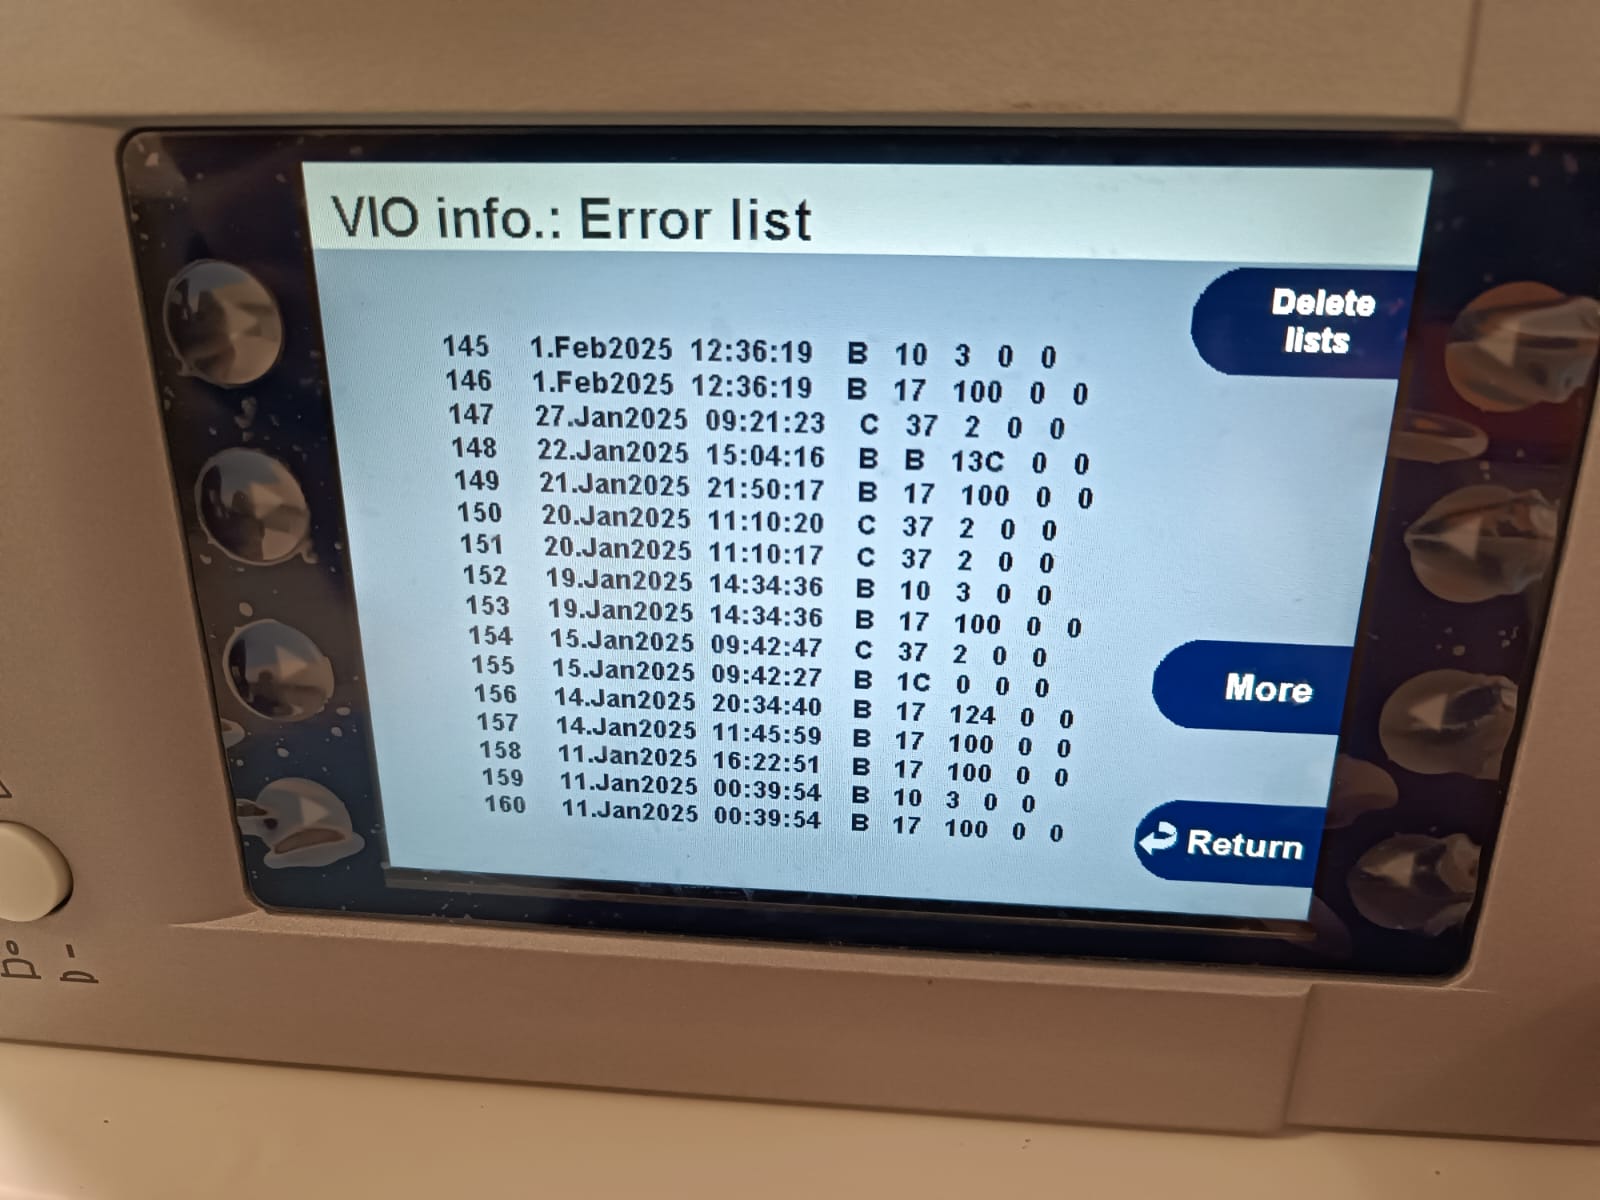 VIO info.: Error list
Delete
lists
145 1.Feb2025 12:36:19 B 10 3 0 0
146 1.Feb2025 12:36:19 B 17 100 0 0
147 27.Jan2025 09:21:23 C 37 2 0 0
148 22.Jan2025 15:04:16 B B 13C 0 0
149 21.Jan2025 21:50:17 B 17 100 0 0
150 20.Jan2025 11:10:20 C 37 2 0 0
151 20.Jan2025 11:10:17 C 37 2 0 0
152 19.Jan2025 14:34:36 B 10 3 0 0
153 19.Jan2025 14:34:36 B 17 100 0 0
154 15.Jan2025 09:42:47 C 37 2 0 0
155 15.Jan2025 09:42:27 B 1C 0 0 0
156 14.Jan2025 20:34:40 B 17 124 0 0
157 14.Jan2025 11:45:59 B 17 100 0 0
158 11.Jan2025 16:22:51 B 17 100 0 0
159 11.Jan2025 00:39:54 B 10 3 0 0
160 11.Jan2025 00:39:54 B 17 100 0 0
More
Return